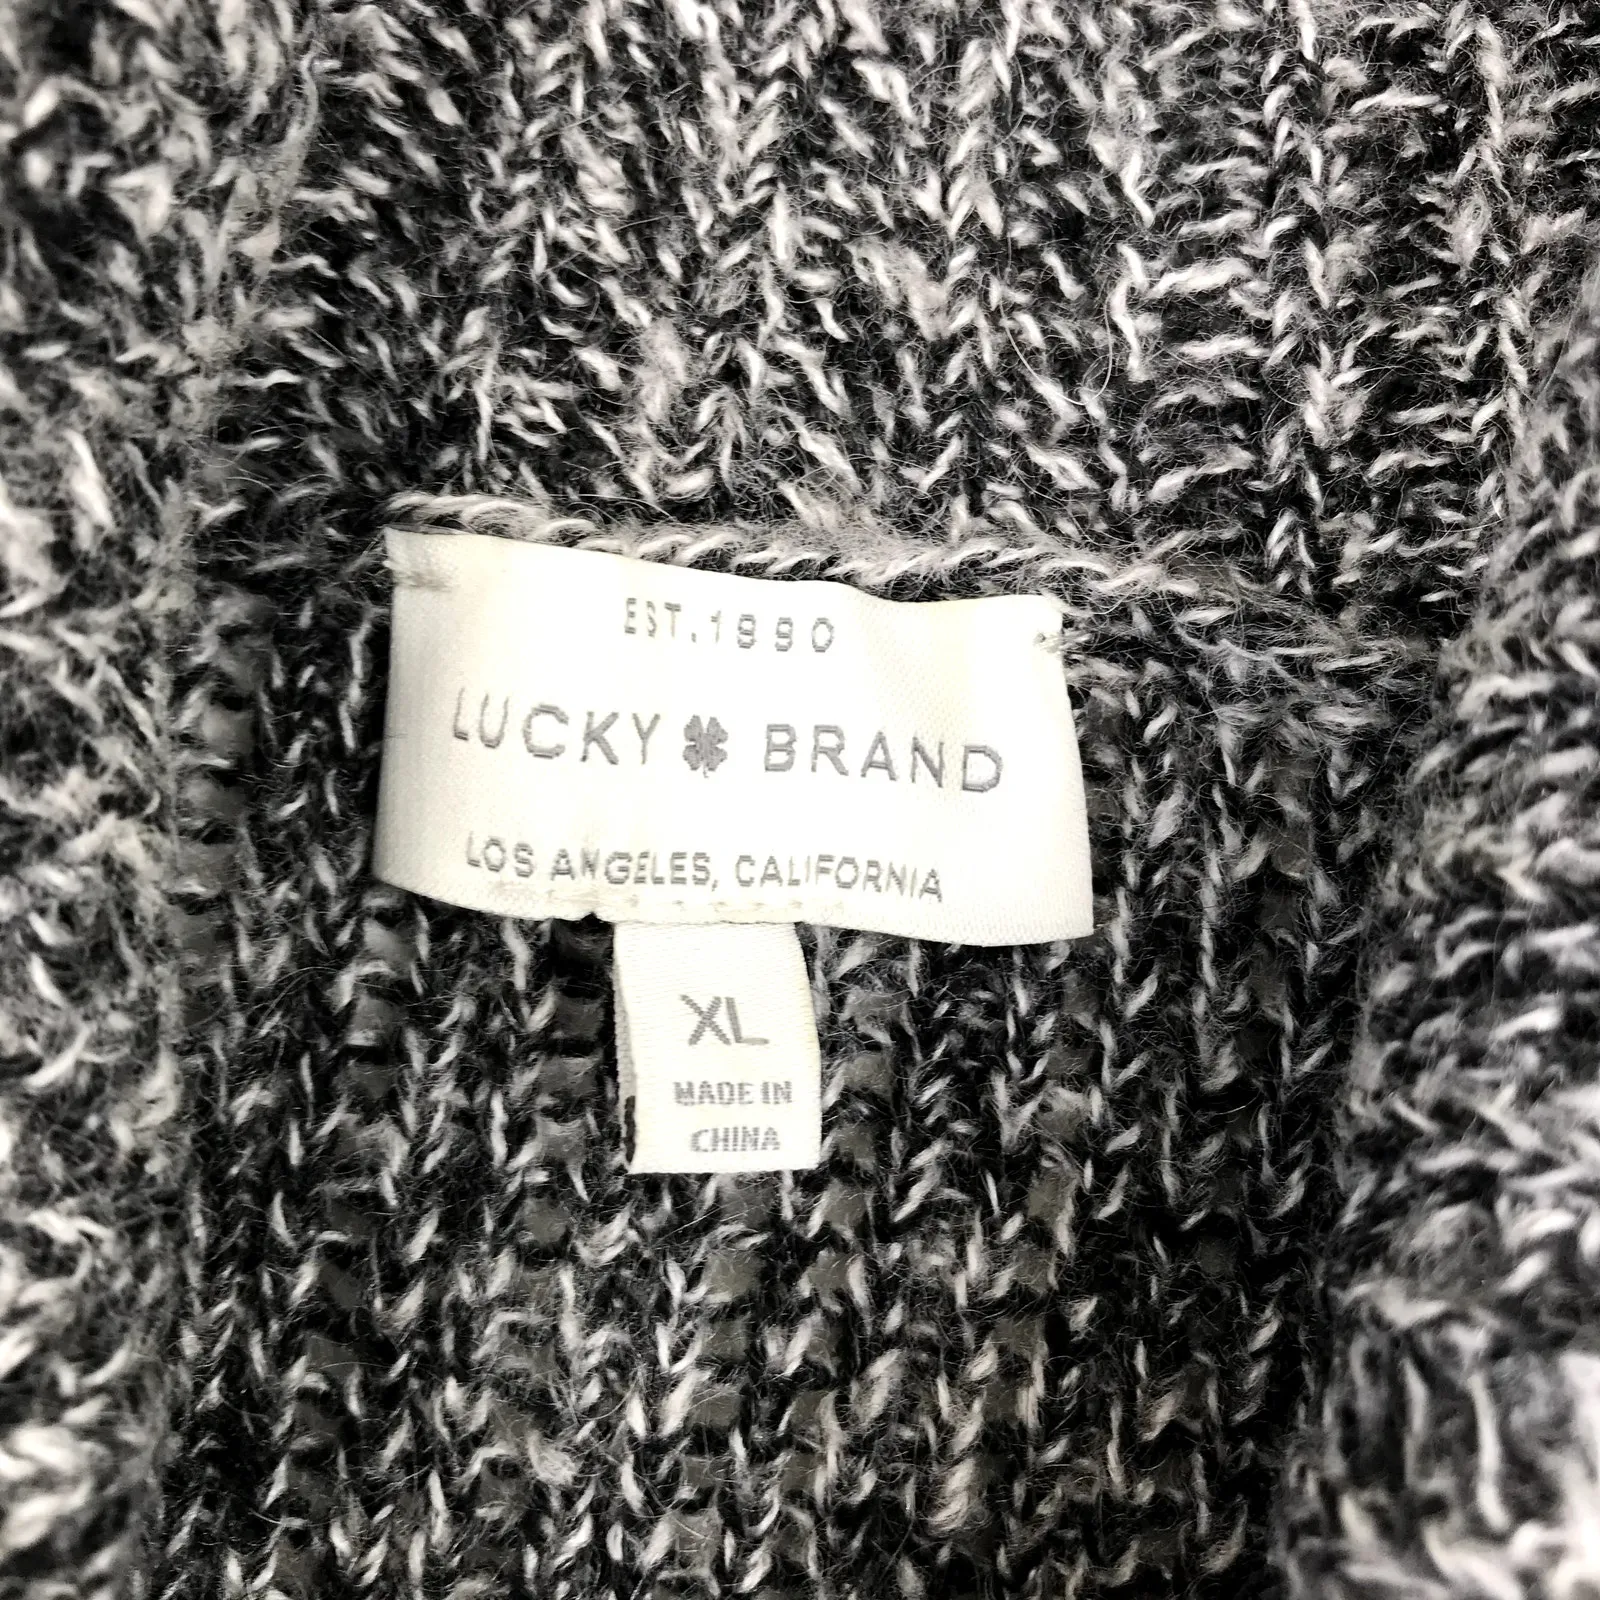 EST. 1990
LUCKY BRAND
LOS ANGELES, CALIFORNIA
XL
MADE IN
CHINA